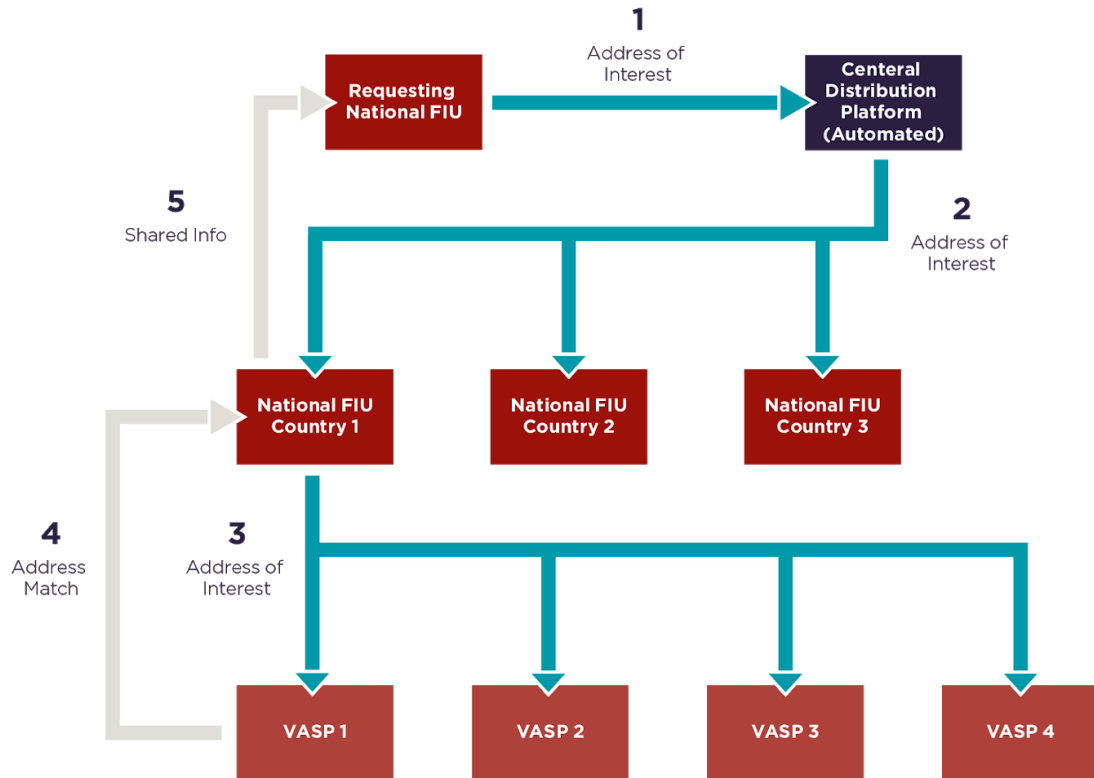 1
Address of
Interest
Requesting
National FIU
Centeral
Distribution
Platform
(Automated)
5
Shared Info
2
Address of
Interest
National FIU
Country 1
National FIU
Country 2
National FIU
Country 3
4
Address
Match
3
Address of
Interest
VASP 1
VASP 2
VASP 3
VASP 4